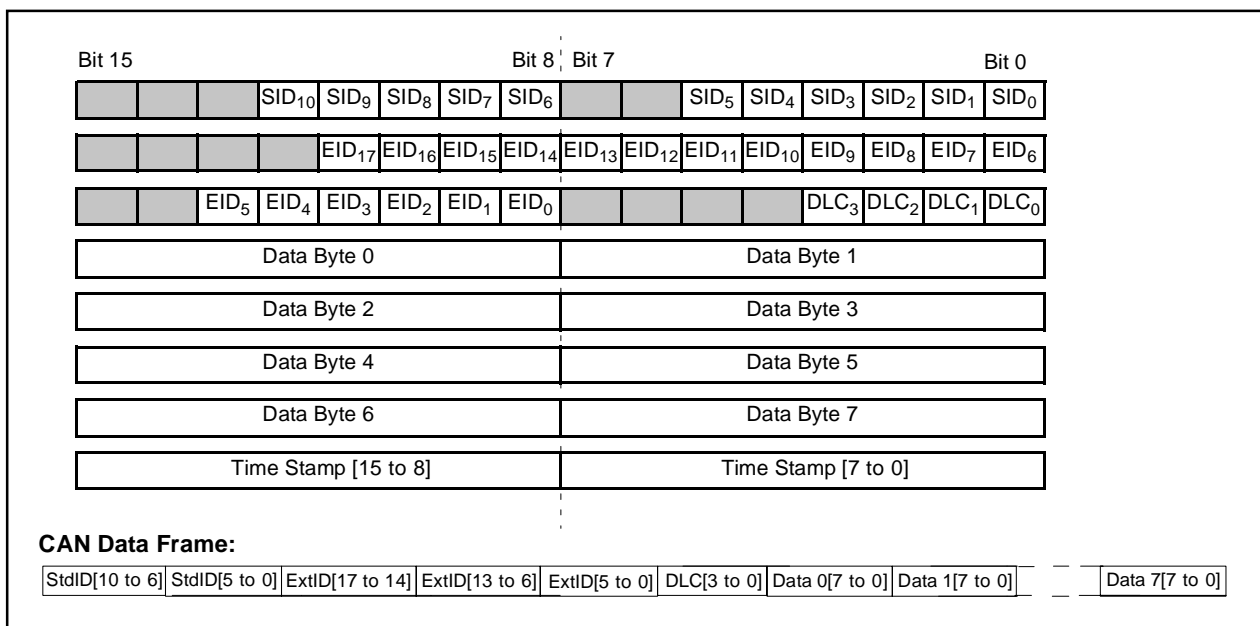 Bit 15 Bit 8 Bit 7 Bit 0
SID10 SID9 SID8 SID7 SID6 SID5 SID4 SID3 SID2 SID1 SID0
EID17 EID16 EID15 EID14 EID13 EID12 EID11 EID10 EID9 EID8 EID7 EID6
EID5 EID4 EID3 EID2 EID1 EID0 DLC3 DLC2 DLC1 DLC0
Data Byte 0 Data Byte 1
Data Byte 2 Data Byte 3
Data Byte 4 Data Byte 5
Data Byte 6 Data Byte 7
Time Stamp [15 to 8] Time Stamp [7 to 0]
CAN Data Frame:
StdID[10 to 6] StdID[5 to 0] ExtID[17 to 14] ExtID[13 to 6] ExtID[5 to 0] DLC[3 to 0] Data 0[7 to 0] Data 1[7 to 0] Data 7[7 to 0]